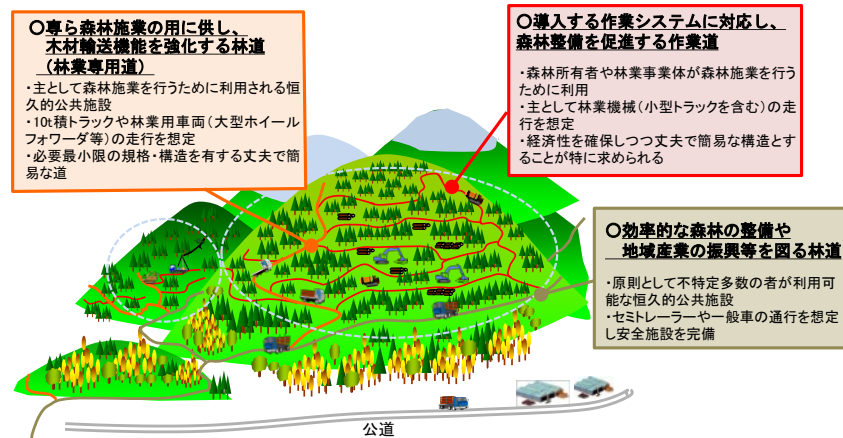 ○専ら森林施業の用に供し、
木材輸送機能を強化する林道
（林業専用道）
・主として森林施業を行うために利用される恒
久的公共施設
・10t積トラックや林業用車両（大型ホイール
フォワーダ等）の走行を想定
・必要最小限の規格・構造を有する丈夫で簡
易な道
○導入する作業システムに対応し、
森林整備を促進する作業道
・森林所有者や林業事業体が森林施業を行う
ために利用
・主として林業機械（小型トラックを含む）の走
行を想定
・経済性を確保しつつ丈夫で簡易な構造とす
ることが特に求められる
○効率的な森林の整備や
地域産業の振興等を図る林道
・原則として不特定多数の者が利用可
能な恒久的公共施設
・セミトレーラーや一般車の通行を想定
し安全施設を完備
公道